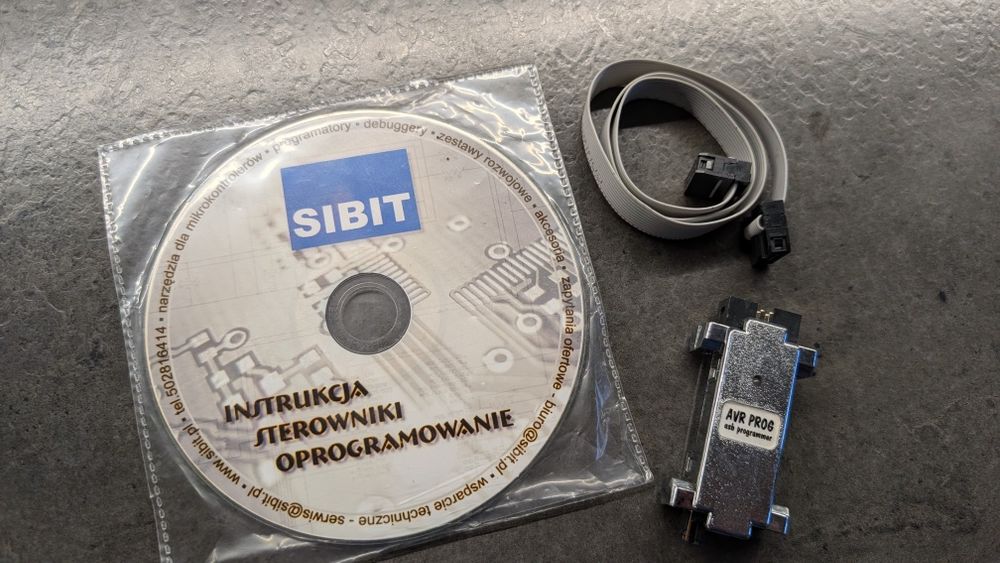 SIBIT
INSTRUKCJA
STEROWNIKI
OPROGRAMOWANIE
www.sibit.pl • tel.502816414 • narzędzia dla mikrokontrolerów • programatory • debuggery • zestawy rozwojowe • akcesoria • zapytania ofertowe - biuro@sibit.pl • wsparcie techniczne - serwis@sibit.pl •
AVR PROG
usb programmer